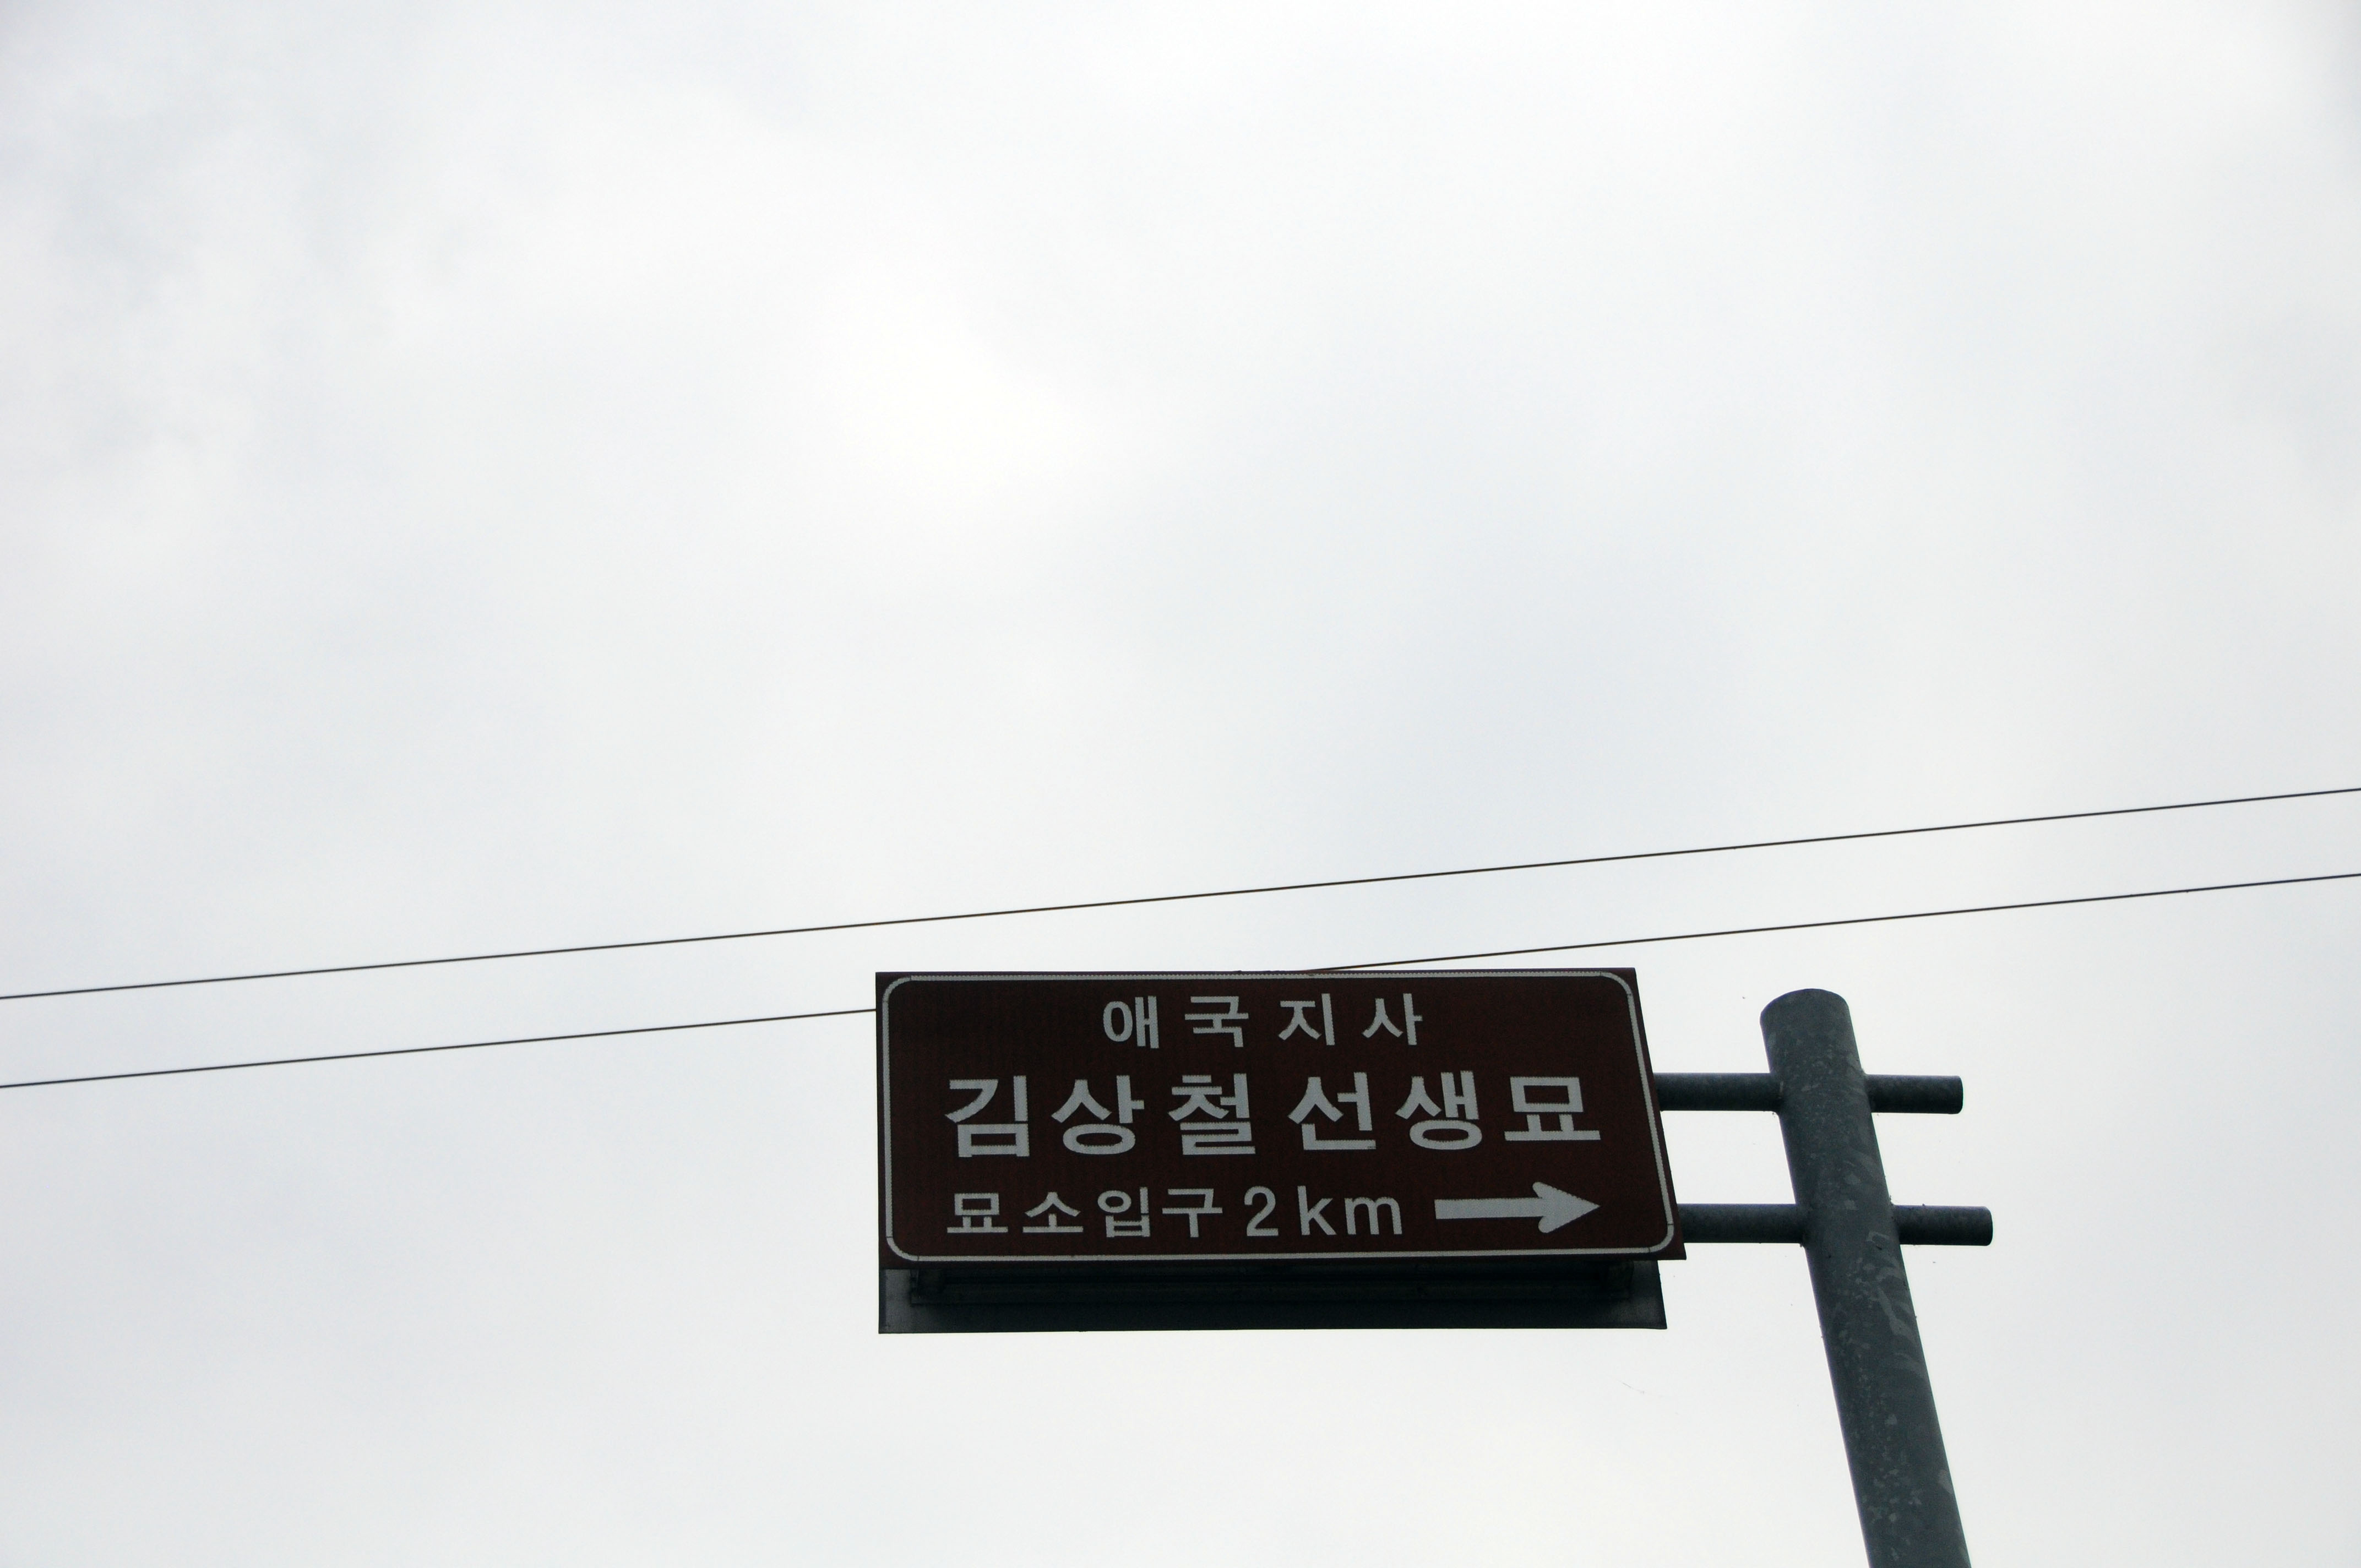 애국지사
김상철 선생묘
묘소입구 2km →